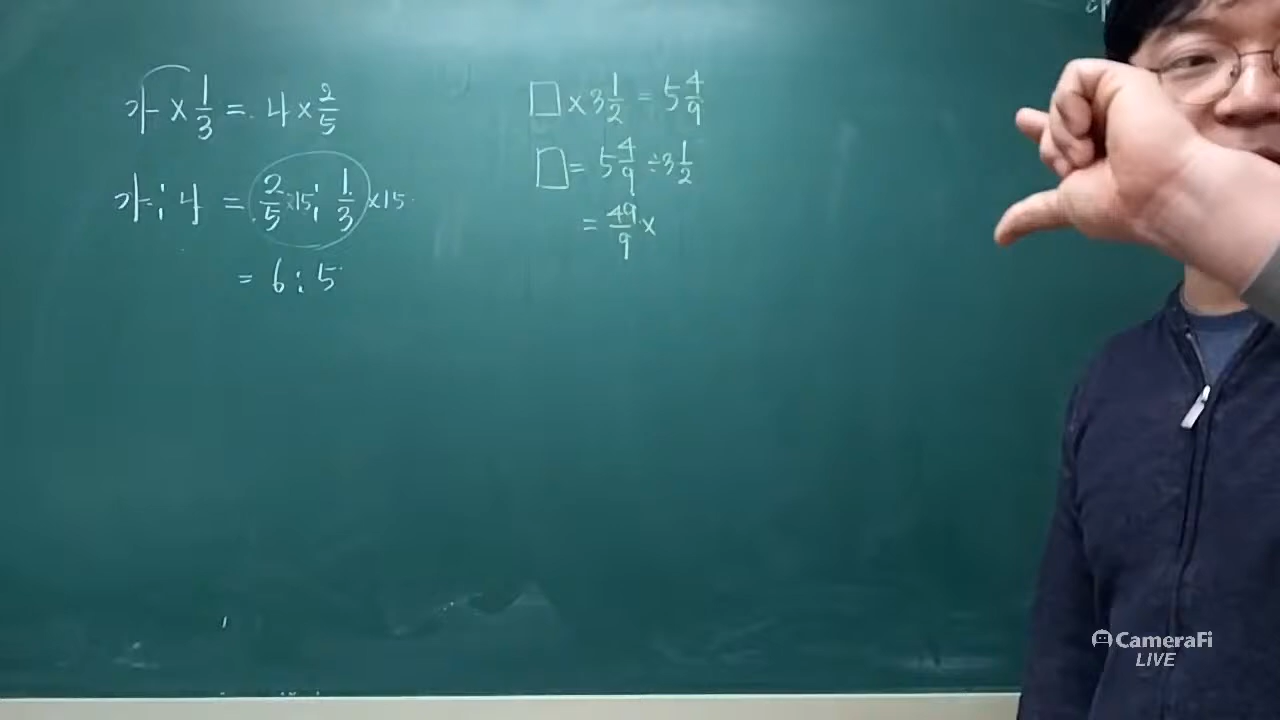 가 × 1/3 = 4 × 2/5
가 : 4 = 2/5 ×15 : 1/3 ×15
= 6 : 5
□ × 3 1/2 = 5 4/9
□ = 5 4/9 ÷ 3 1/2
= 49/9 ×
CameraFi
LIVE